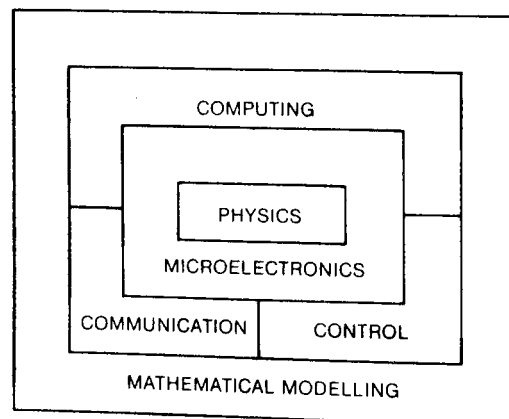 COMPUTING
PHYSICS
MICROELECTRONICS
COMMUNICATION
CONTROL
MATHEMATICAL MODELLING